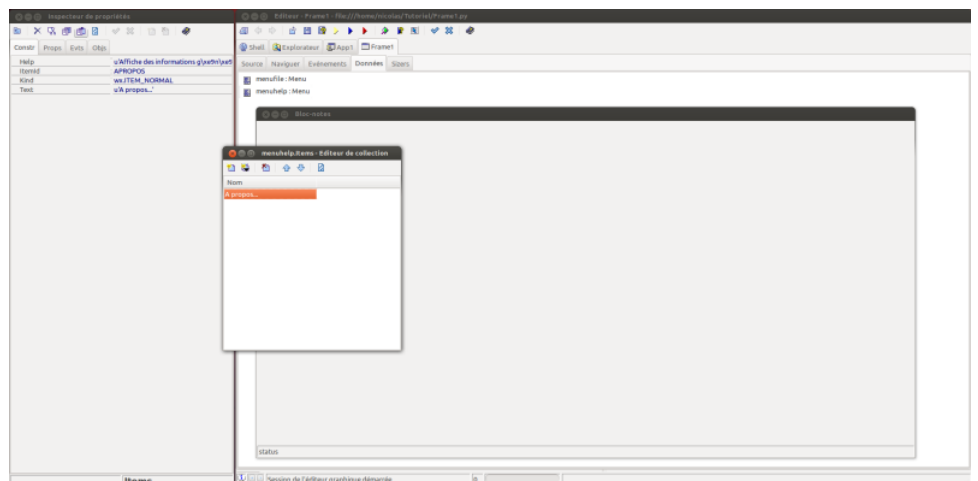 Inspecteur de propriétés
Constr Props Evts Objs
Help u'Affiche des informations g\xe9n\xe9
ItemId APROPOS
Kind wx.ITEM_NORMAL
Text u'A propos...'
Items
Editeur - Frame1 - file:///home/nicolas/Tutoriel/Frame1.py
Shell Explorateur App1 Frame1
Source Naviguer Evènements Données Sizers
menufile : Menu
menuhelp : Menu
Bloc-notes
menuhelp.Items - Editeur de collection
Nom
A propos...
status
Session de l'éditeur graphique démarrée